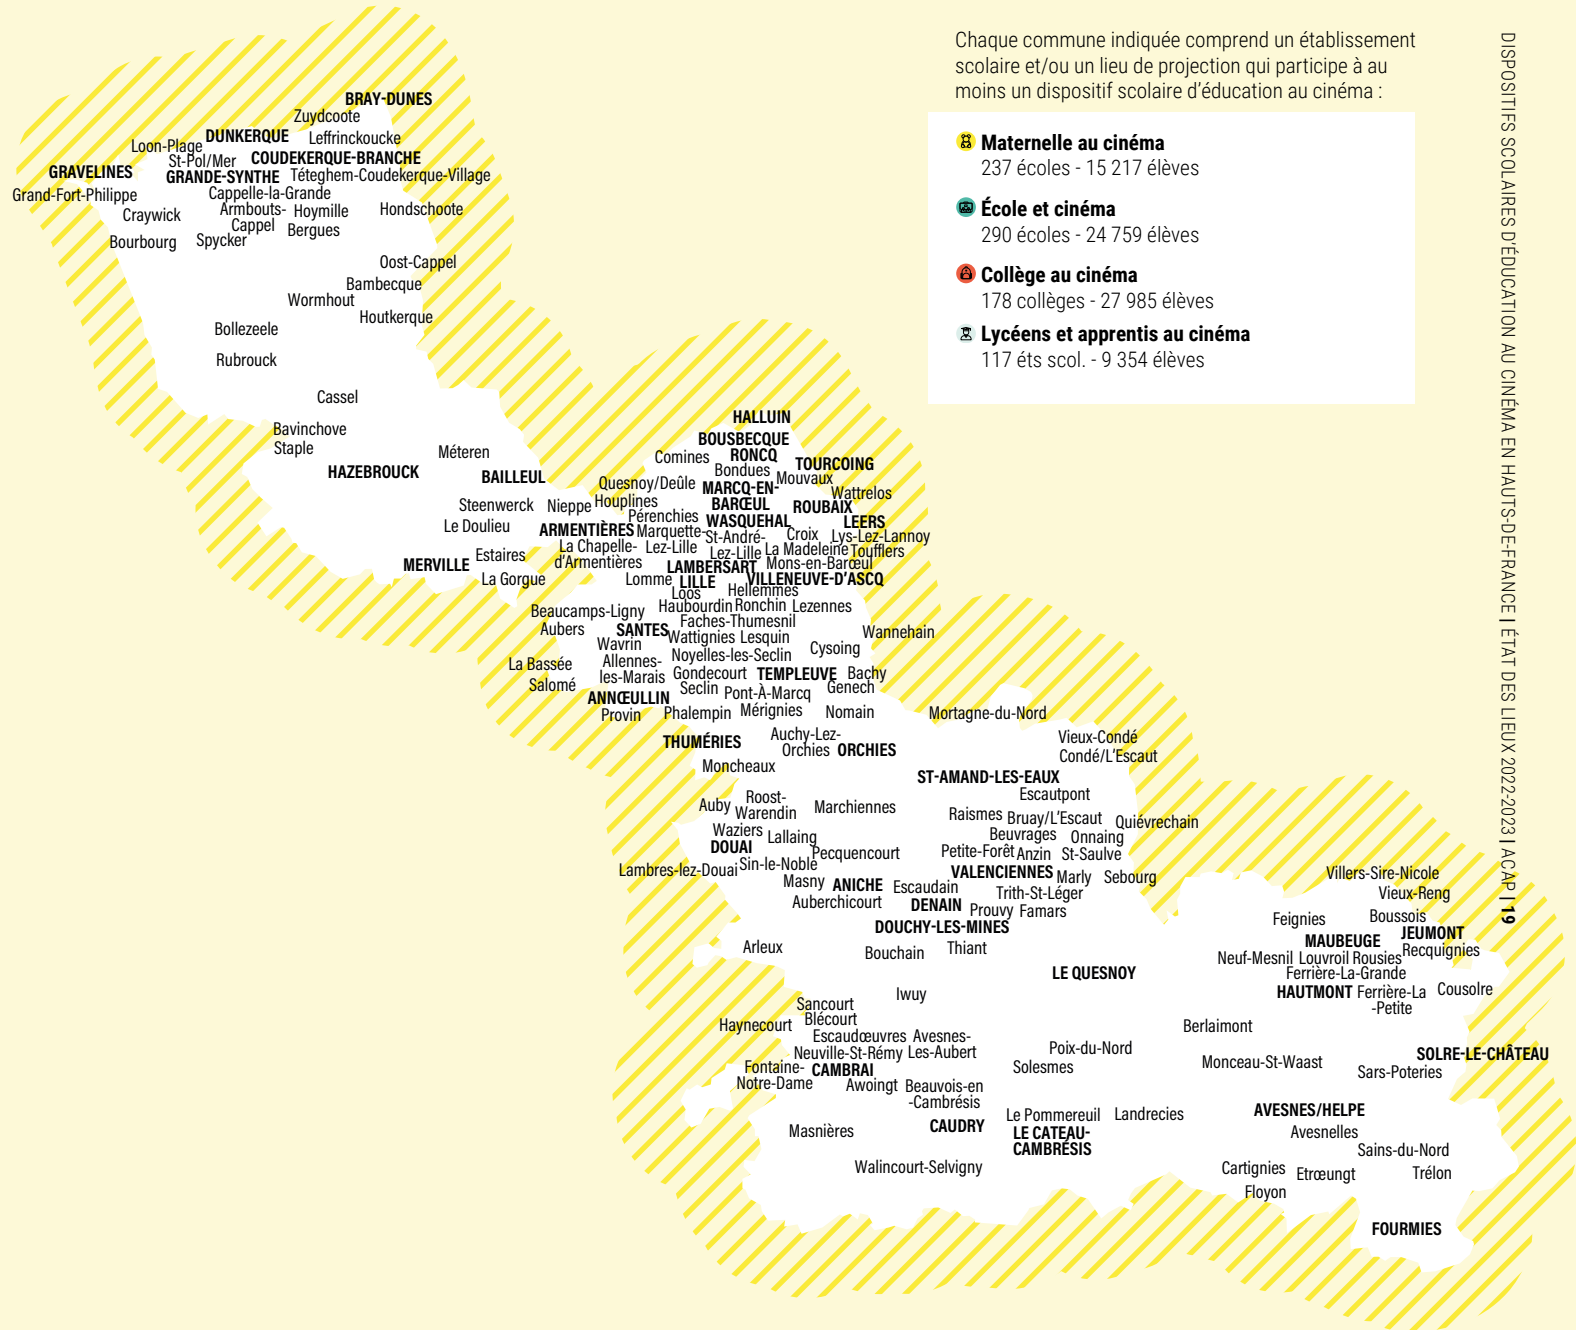 Chaque commune indiquée comprend un établissement
scolaire et/ou un lieu de projection qui participe à au
moins un dispositif scolaire d'éducation au cinéma :
Maternelle au cinéma
237 écoles - 15 217 élèves
École et cinéma
290 écoles - 24 759 élèves
Collège au cinéma
178 collèges - 27 985 élèves
Lycéens et apprentis au cinéma
117 éts scol. - 9 354 élèves
DISPOSITIFS SCOLAIRES D'ÉDUCATION AU CINÉMA EN HAUTS-DE-FRANCE | ÉTAT DES LIEUX 2022-2023 | ACAP | 19
BRAY-DUNES
Zuydcoote
DUNKERQUE
Leffrinckoucke
Loon-Plage
St-Pol/Mer
COUDEKERQUE-BRANCHE
GRAVELINES
GRANDE-SYNTHE
Téteghem-Coudekerque-Village
Grand-Fort-Philippe
Cappelle-la-Grande
Craywick
Armbouts-
Cappel
Hoymille
Hondschoote
Bergues
Bourbourg
Spycker
Oost-Cappel
Bambecque
Wormhout
Houtkerque
Bollezeele
Rubrouck
Cassel
Bavinchove
Staple
Méteren
HAZEBROUCK
BAILLEUL
Steenwerck
Nieppe
Le Doulieu
Estaires
MERVILLE
La Gorgue
HALLUIN
BOUSBECQUE
Comines
RONCQ
TOURCOING
Bondues
Mouvaux
Quesnoy/Deûle
MARCQ-EN-
BARŒUL
Wattrelos
Houplines
ROUBAIX
Pérenchies
WASQUEHAL
LEERS
ARMENTIÈRES
Marquette-
Lez-Lille
St-André-
Lez-Lille
Croix
Lys-Lez-Lannoy
La Chapelle-
d'Armentières
La Madeleine
Toufflers
LAMBERSART
Mons-en-Barœul
Lomme
LILLE
VILLENEUVE-D'ASCQ
Loos
Hellemmes
Beaucamps-Ligny
Haubourdin
Ronchin
Lezennes
Faches-Thumesnil
Aubers
SANTES
Wattignies
Lesquin
Wannehain
Wavrin
Cysoing
Noyelles-les-Seclin
La Bassée
Allennes-
les-Marais
Gondecourt
TEMPLEUVE
Bachy
Salomé
Seclin
Pont-À-Marcq
Genech
ANNŒULLIN
Provin
Phalempin
Mérignies
Nomain
Mortagne-du-Nord
THUMÉRIES
Auchy-Lez-
Orchies
ORCHIES
Vieux-Condé
Condé/L'Escaut
Moncheaux
ST-AMAND-LES-EAUX
Escautpont
Auby
Roost-
Warendin
Marchiennes
Raismes
Bruay/L'Escaut
Quiévrechain
Waziers
Lallaing
Beuvrages
Onnaing
DOUAI
Pecquencourt
Petite-Forêt
Anzin
St-Saulve
Lambres-lez-Douai
Sin-le-Noble
VALENCIENNES
Marly
Sebourg
Masny
ANICHE
Escaudain
Trith-St-Léger
Auberchicourt
DENAIN
Prouvy
Famars
DOUCHY-LES-MINES
Arleux
Bouchain
Thiant
LE QUESNOY
Villers-Sire-Nicole
Vieux-Reng
Feignies
Boussois
MAUBEUGE
JEUMONT
Neuf-Mesnil
Louvroil
Rousies
Recquignies
Ferrière-La-Grande
HAUTMONT
Ferrière-La
-Petite
Cousolre
Iwuy
Sancourt
Haynecourt
Blécourt
Escaudœuvres
Avesnes-
Les-Aubert
Neuville-St-Rémy
Fontaine-
Notre-Dame
CAMBRAI
Awoingt
Beauvois-en
-Cambrésis
Poix-du-Nord
Solesmes
Berlaimont
Monceau-St-Waast
SOLRE-LE-CHÂTEAU
Sars-Poteries
Masnières
CAUDRY
Le Pommereuil
Landrecies
LE CATEAU-
CAMBRÉSIS
AVESNES/HELPE
Avesnelles
Walincourt-Selvigny
Sains-du-Nord
Cartignies
Etrœungt
Trélon
Floyon
FOURMIES